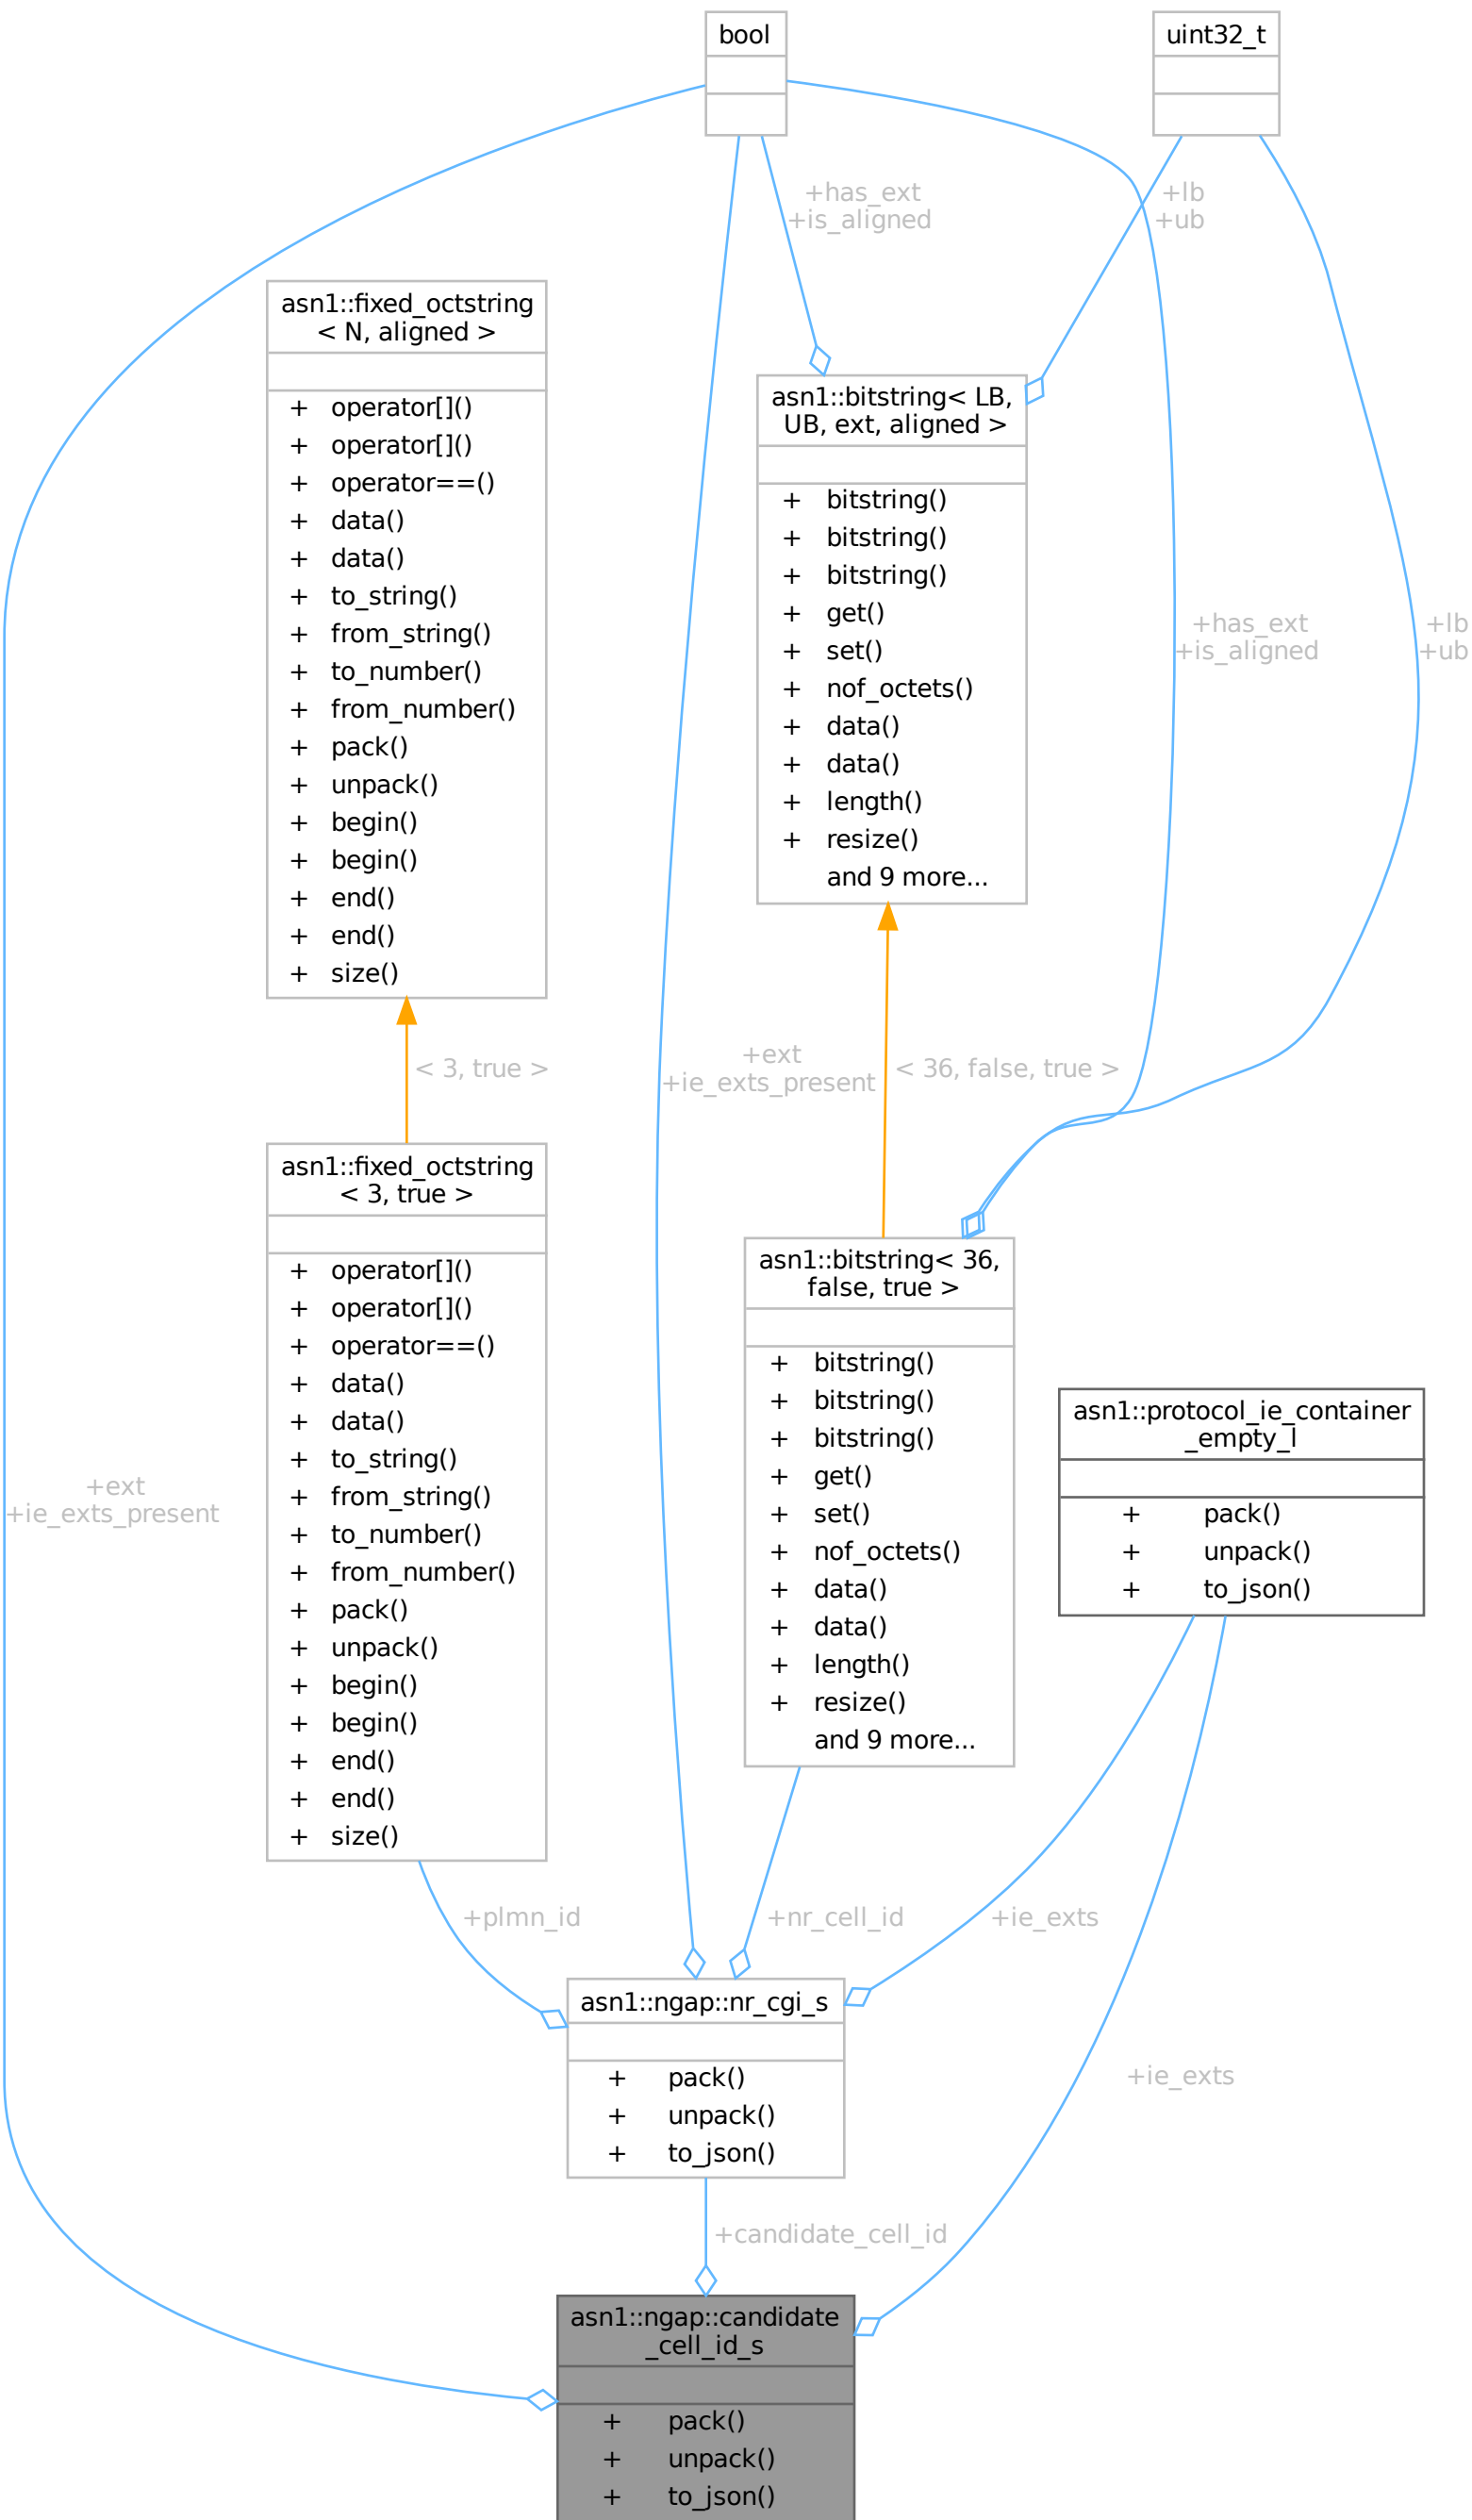 bool
uint32_t
+has_ext
+is_aligned
+lb
+ub
asn1::fixed_octstring
< N, aligned >
+ operator[]()
+ operator[]()
+ operator==()
+ data()
+ data()
+ to_string()
+ from_string()
+ to_number()
+ from_number()
+ pack()
+ unpack()
+ begin()
+ begin()
+ end()
+ end()
+ size()
asn1::bitstring< LB,
UB, ext, aligned >
+ bitstring()
+ bitstring()
+ bitstring()
+ get()
+ set()
+ nof_octets()
+ data()
+ data()
+ length()
+ resize()
and 9 more...
+has_ext
+is_aligned
+lb
+ub
< 3, true >
+ext
+ie_exts_present
< 36, false, true >
asn1::fixed_octstring
< 3, true >
+ operator[]()
+ operator[]()
+ operator==()
+ data()
+ data()
+ to_string()
+ from_string()
+ to_number()
+ from_number()
+ pack()
+ unpack()
+ begin()
+ begin()
+ end()
+ end()
+ size()
asn1::bitstring< 36,
false, true >
+ bitstring()
+ bitstring()
+ bitstring()
+ get()
+ set()
+ nof_octets()
+ data()
+ data()
+ length()
+ resize()
and 9 more...
asn1::protocol_ie_container
_empty_l
+ pack()
+ unpack()
+ to_json()
+ext
+ie_exts_present
+plmn_id
+nr_cell_id
+ie_exts
asn1::ngap::nr_cgi_s
+ pack()
+ unpack()
+ to_json()
+ie_exts
+candidate_cell_id
asn1::ngap::candidate
_cell_id_s
+ pack()
+ unpack()
+ to_json()